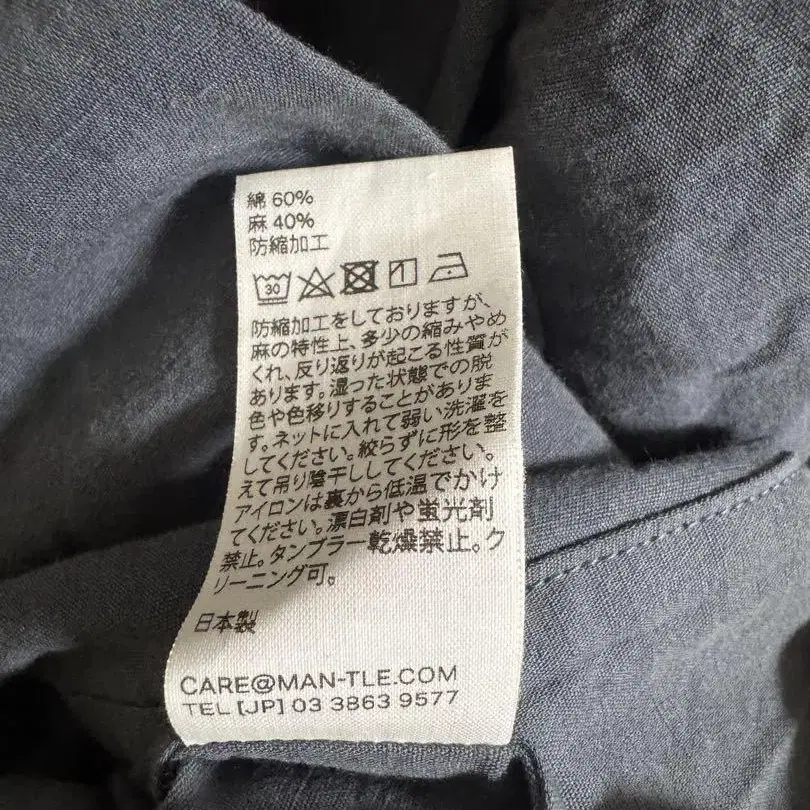 綿 60%
麻 40%
防縮加工
30
防縮加工をしておりますが、
麻の特性上、多少の縮みやめ
くれ、反り返りが起こる性質が
あります。湿った状態での脱
色や色移りすることがありま
す。ネットに入れて弱い洗濯を
してください。絞らずに形を整
えて吊り陰干ししてください。
アイロンは裏から低温でかけ
てください。漂白剤や蛍光剤
禁止。タンブラー乾燥禁止。ク
リーニング可。
日本製
CARE@MAN-TLE.COM
TEL [JP] 03 3863 9577